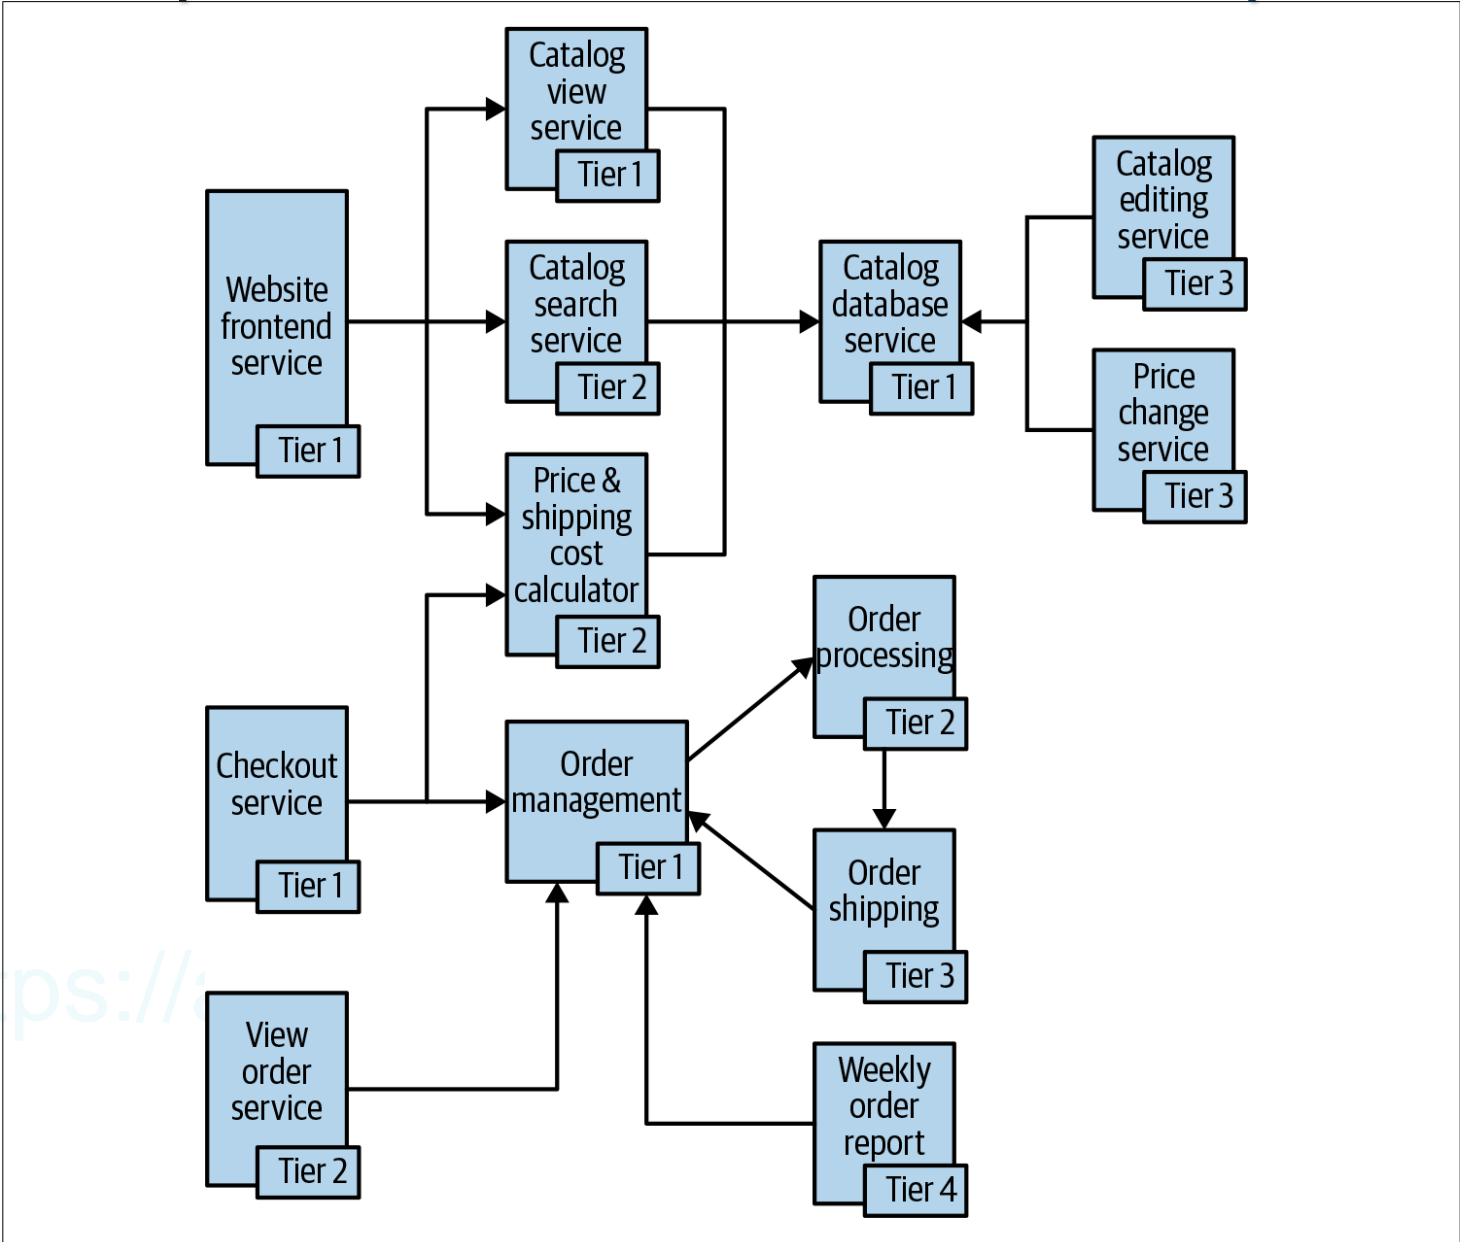 Catalog
view
service
Tier 1
Website
frontend
service
Tier 1
Catalog
search
service
Tier 2
Price &
shipping
cost
calculator
Tier 2
Catalog
database
service
Tier 1
Catalog
editing
service
Tier 3
Price
change
service
Tier 3
Checkout
service
Tier 1
Order
management
Tier 1
Order
processing
Tier 2
Order
shipping
Tier 3
View
order
service
Tier 2
Weekly
order
report
Tier 4